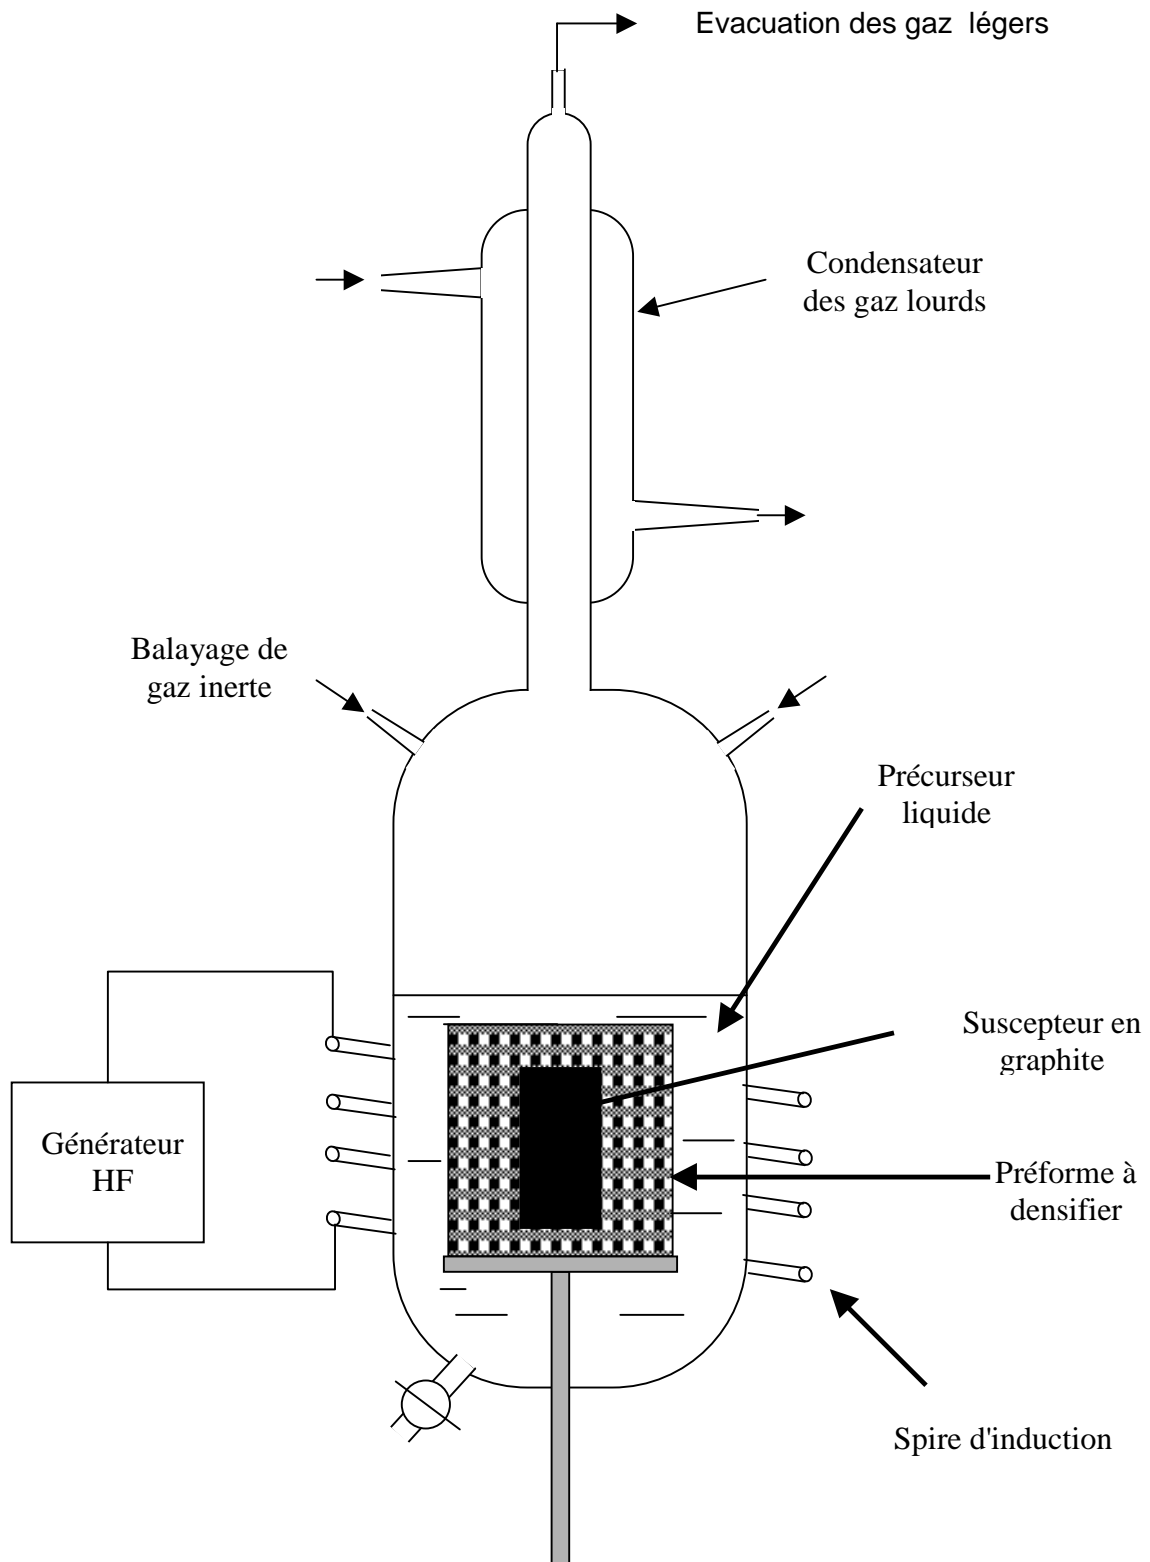 Evacuation des gaz légers
Condensateur
des gaz lourds
Balayage de
gaz inerte
Précurseur
liquide
Suscepteur en
graphite
Générateur
HF
Préforme à
densifier
Spire d'induction